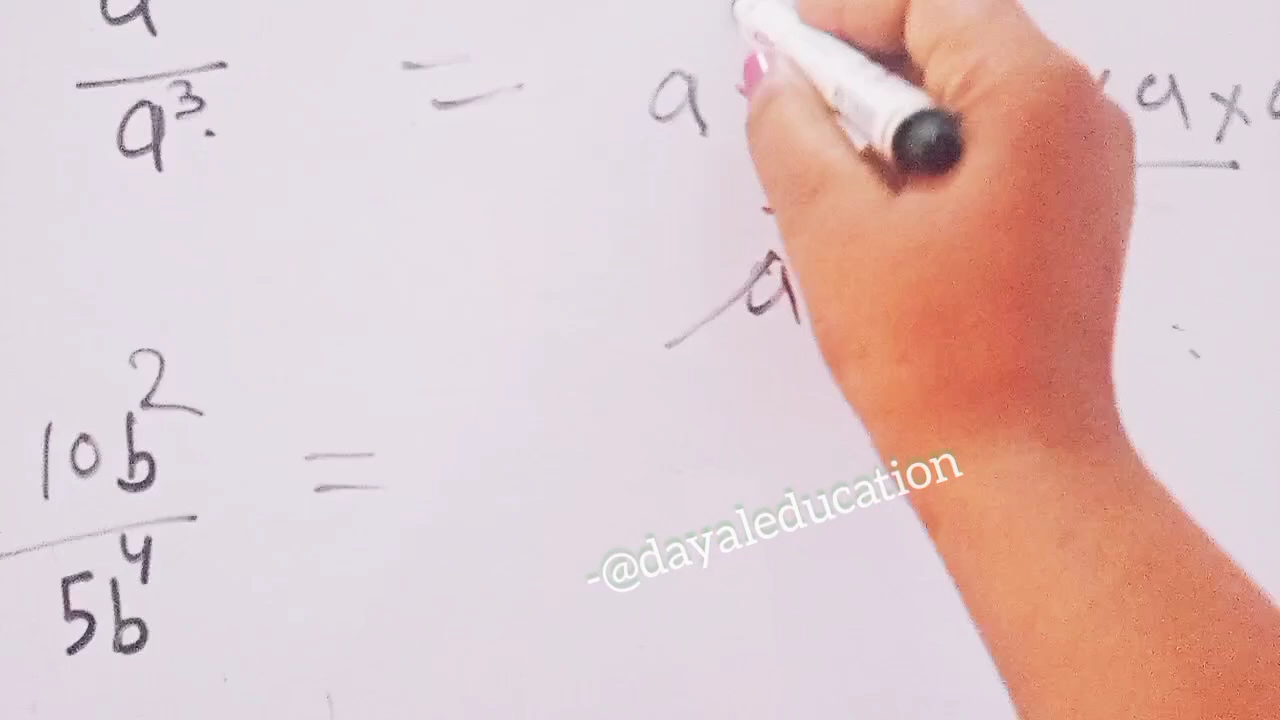 a
a³. = a a x
a
10b² =
5b⁴
-@dayaleducation